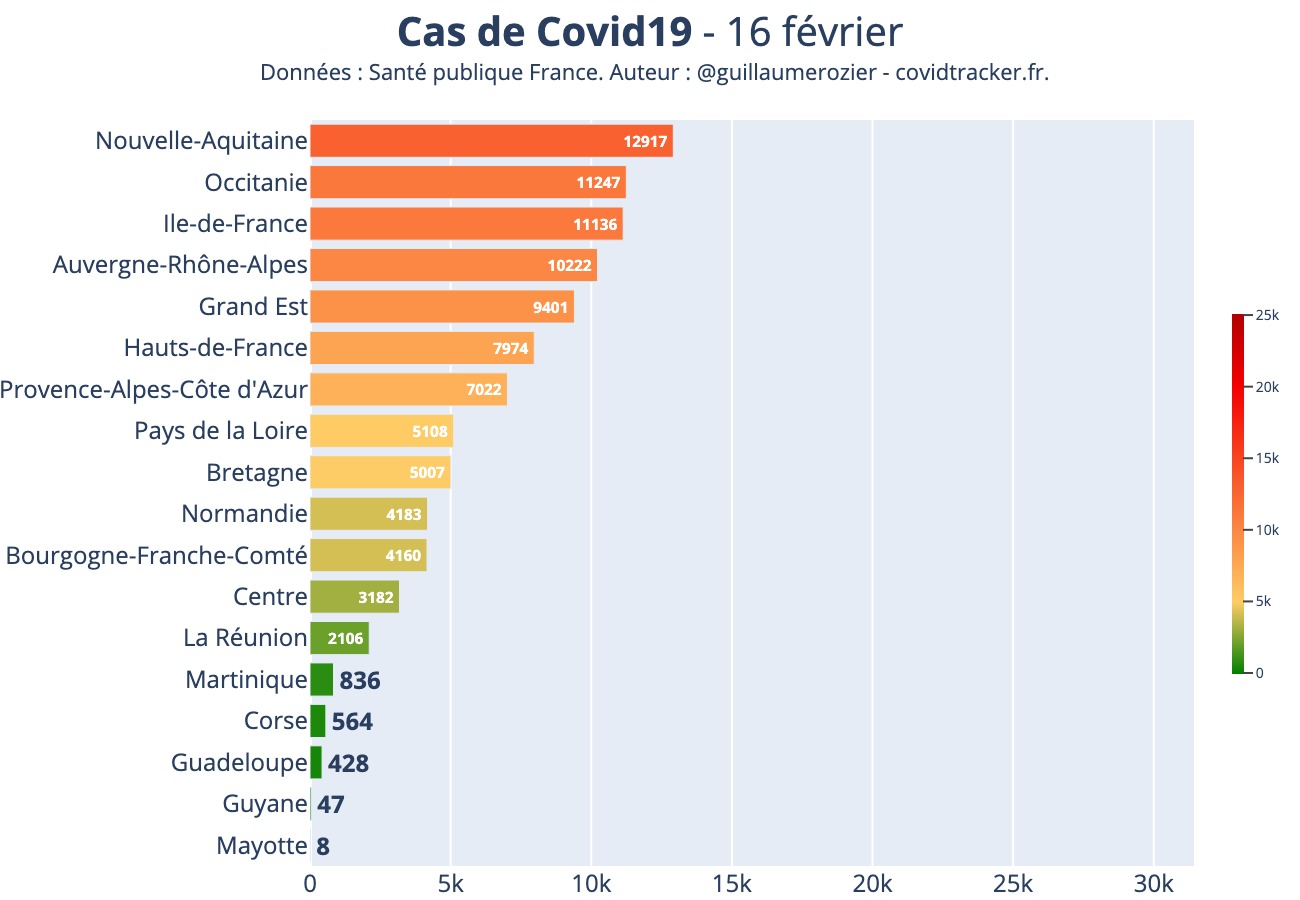 Cas de Covid19 - 16 février
Données : Santé publique France. Auteur : @guillaumerozier - covidtracker.fr.
Nouvelle-Aquitaine 12917
Occitanie 11247
Ile-de-France 11136
Auvergne-Rhône-Alpes 10222
Grand Est 9401
Hauts-de-France 7974
Provence-Alpes-Côte d'Azur 7022
Pays de la Loire 5108
Bretagne 5007
Normandie 4183
Bourgogne-Franche-Comté 4160
Centre 3182
La Réunion 2106
Martinique 836
Corse 564
Guadeloupe 428
Guyane 47
Mayotte 8
0 5k 10k 15k 20k 25k 30k
25k
20k
15k
10k
5k
0